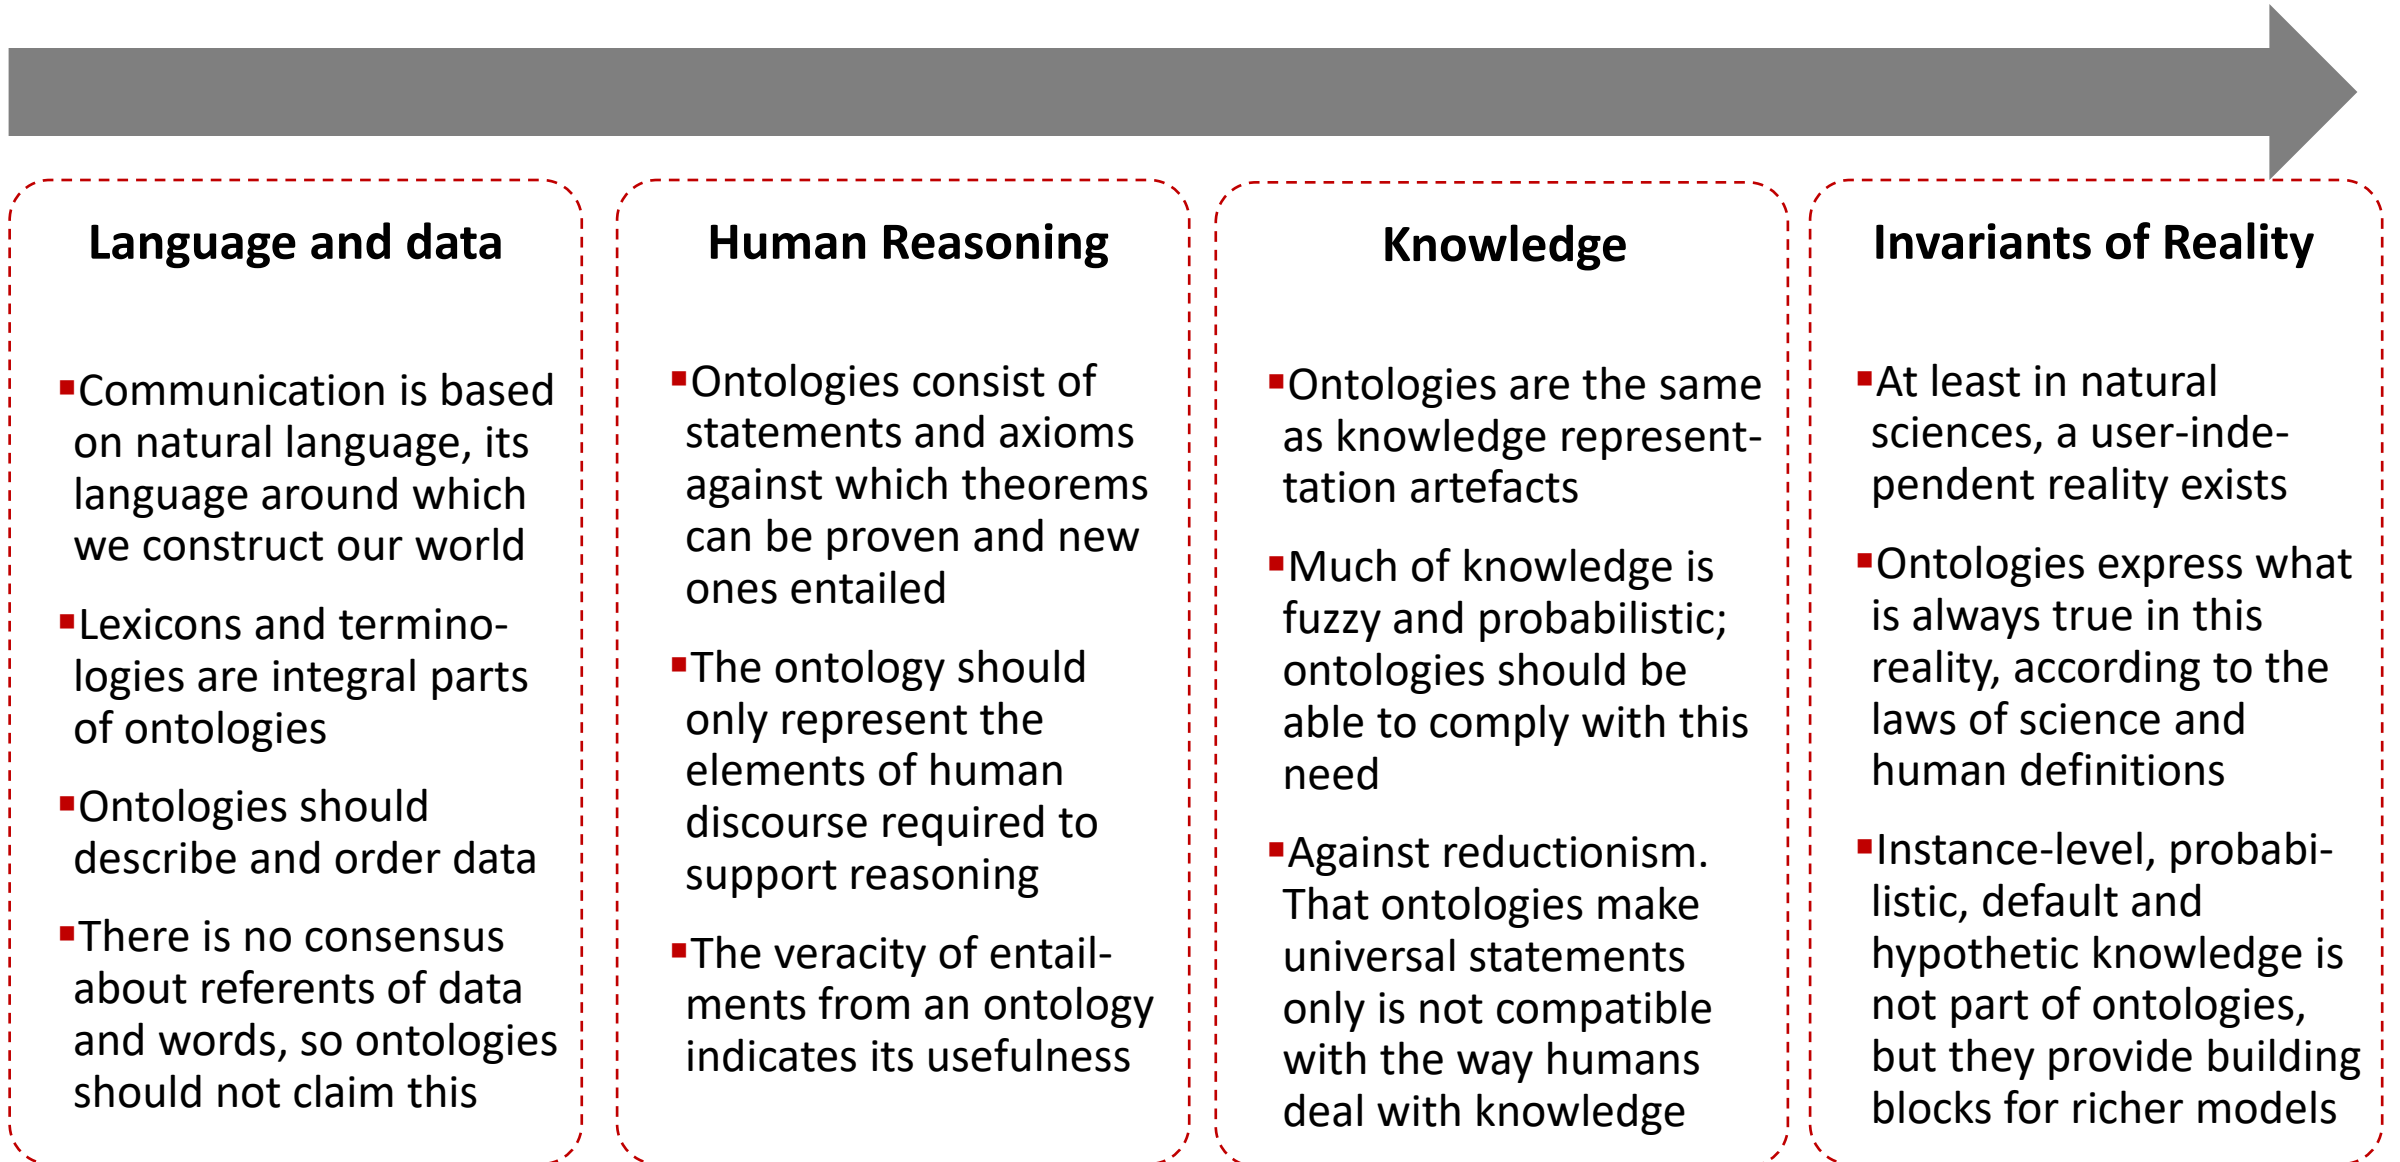 Language and data
▪Communication is based
on natural language, its
language around which
we construct our world
▪Lexicons and termino-
logies are integral parts
of ontologies
▪Ontologies should
describe and order data
▪There is no consensus
about referents of data
and words, so ontologies
should not claim this
Human Reasoning
▪Ontologies consist of
statements and axioms
against which theorems
can be proven and new
ones entailed
▪The ontology should
only represent the
elements of human
discourse required to
support reasoning
▪The veracity of entail-
ments from an ontology
indicates its usefulness
Knowledge
▪Ontologies are the same
as knowledge represent-
tation artefacts
▪Much of knowledge is
fuzzy and probabilistic;
ontologies should be
able to comply with this
need
▪Against reductionism.
That ontologies make
universal statements
only is not compatible
with the way humans
deal with knowledge
Invariants of Reality
▪At least in natural
sciences, a user-inde-
pendent reality exists
▪Ontologies express what
is always true in this
reality, according to the
laws of science and
human definitions
▪Instance-level, probabi-
listic, default and
hypothetic knowledge is
not part of ontologies,
but they provide building
blocks for richer models